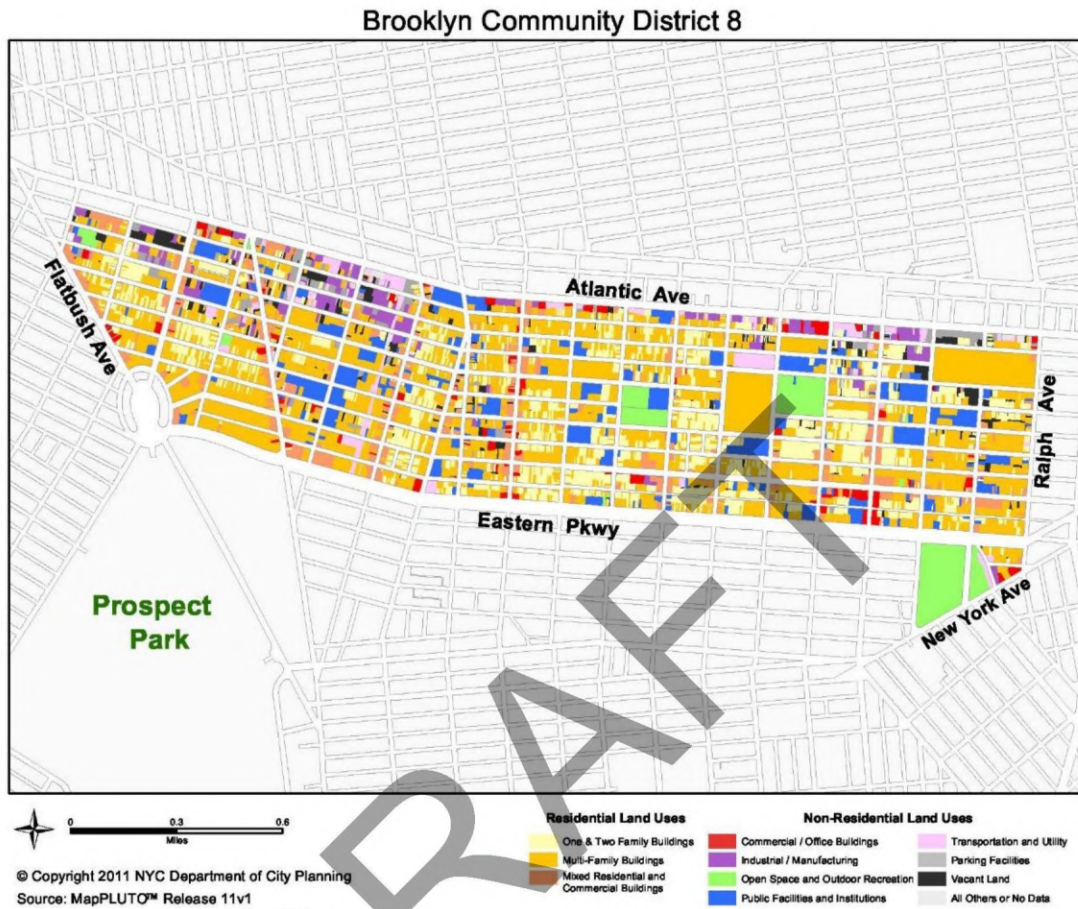 Brooklyn Community District 8
Atlantic Ave
Flatbush Ave
Ralph Ave
Eastern Pkwy
Prospect
Park
New York Ave
RAFT
0 0.3 0.6
Miles
Residential Land Uses
One & Two Family Buildings
Multi-Family Buildings
Mixed Residential and
Commercial Buildings
Non-Residential Land Uses
Commercial / Office Buildings
Industrial / Manufacturing
Open Space and Outdoor Recreation
Public Facilities and Institutions
Transportation and Utility
Parking Facilities
Vacant Land
All Others or No Data
© Copyright 2011 NYC Department of City Planning
Source: MapPLUTO™ Release 11v1